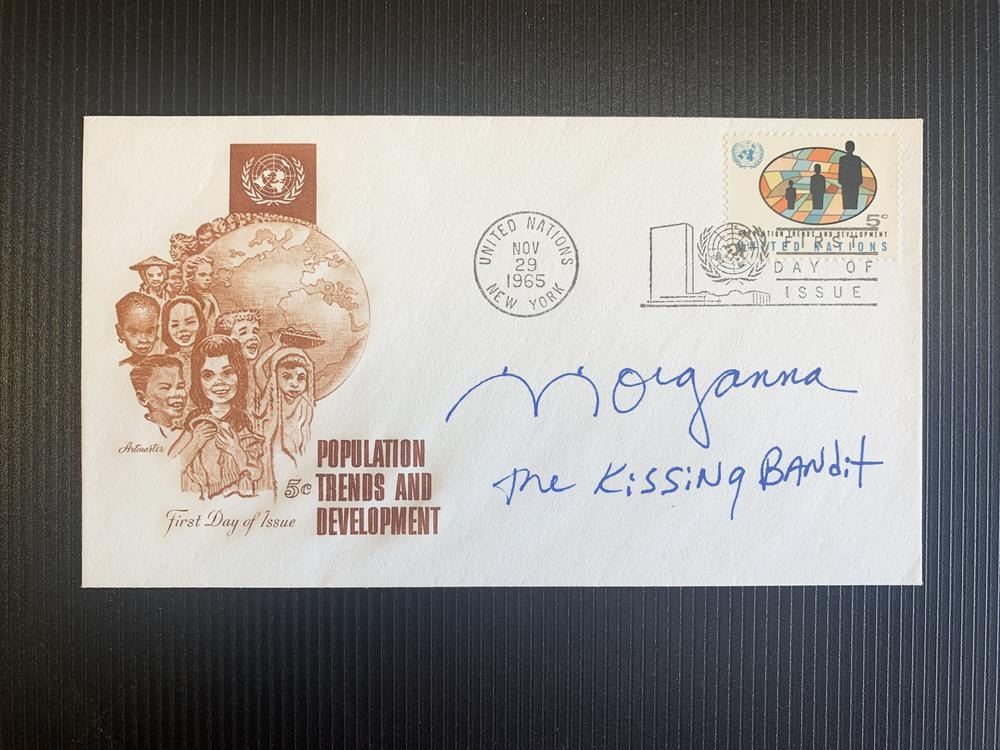 UNITED NATIONS
NOV
29
1965
NEW YORK
5c
POPULATION TRENDS AND DEVELOPMENT
UNITED NATIONS
FIRST
DAY OF
ISSUE
Morganna
the Kissing BANdit
Artmaster
5c
POPULATION
TRENDS AND
DEVELOPMENT
First Day of Issue